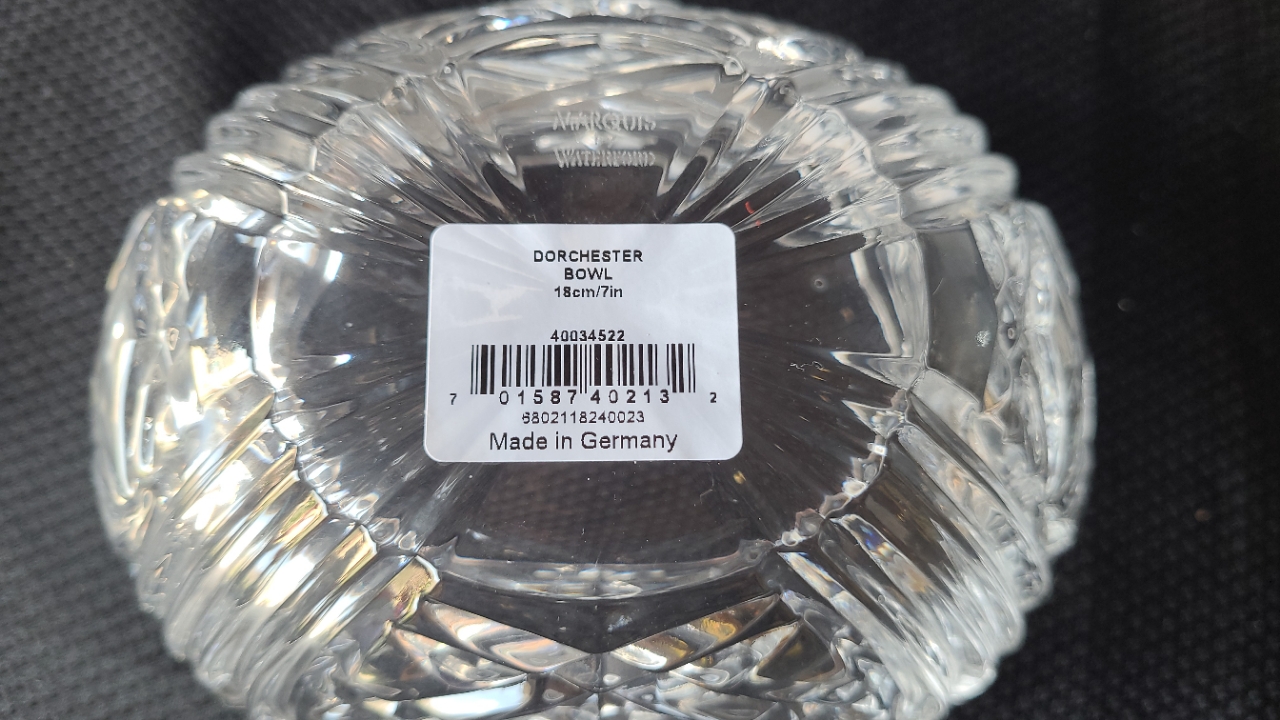 MARQUIS
WATERFORD
DORCHESTER
BOWL
18cm/7in
40034522
7 01587 40213 2
6802118240023
Made in Germany